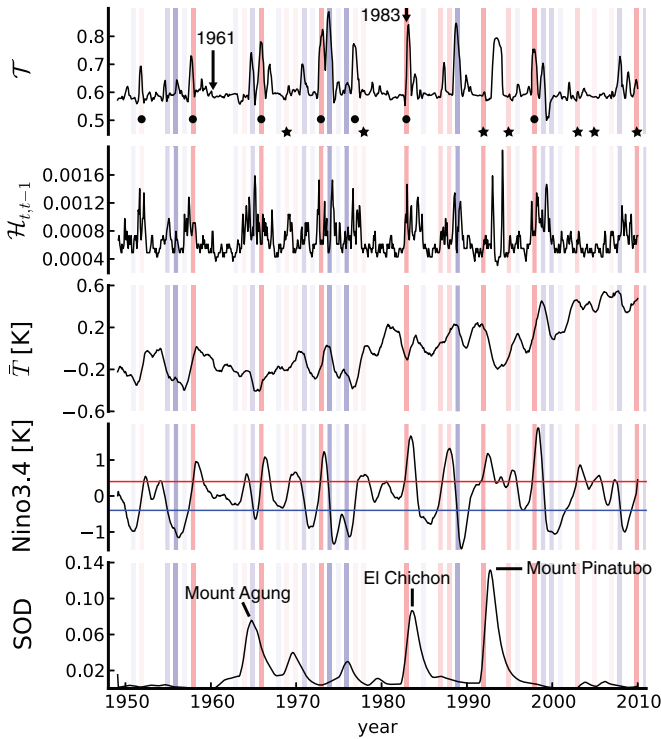 1983
1961
0.8
0.7
0.6
0.5
𝒯
0.0016
0.0012
0.0008
0.0004
ℋt,t−1
0.6
0.2
−0.2
−0.6
T̄ [K]
1
0
−1
Nino3.4 [K]
0.14
0.10
0.06
0.02
SOD
Mount Agung
El Chichon
Mount Pinatubo
1950 1960 1970 1980 1990 2000 2010
year